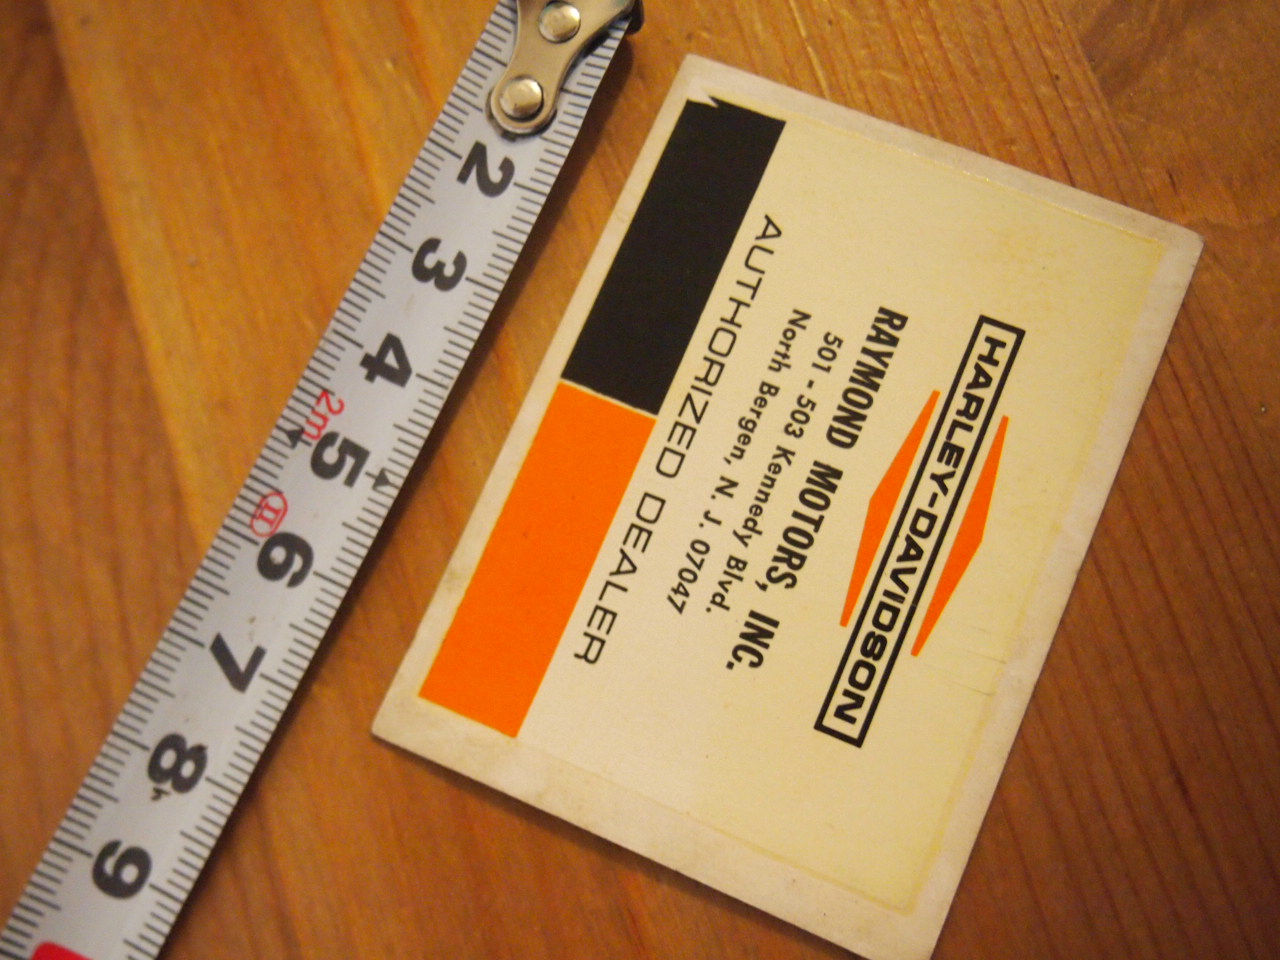 HARLEY-DAVIDSON
RAYMOND MOTORS, INC.
501 - 503 Kennedy Blvd.
North Bergen, N. J. 07047
AUTHORIZED DEALER
2
3
4
2m
5
6
7
8
9